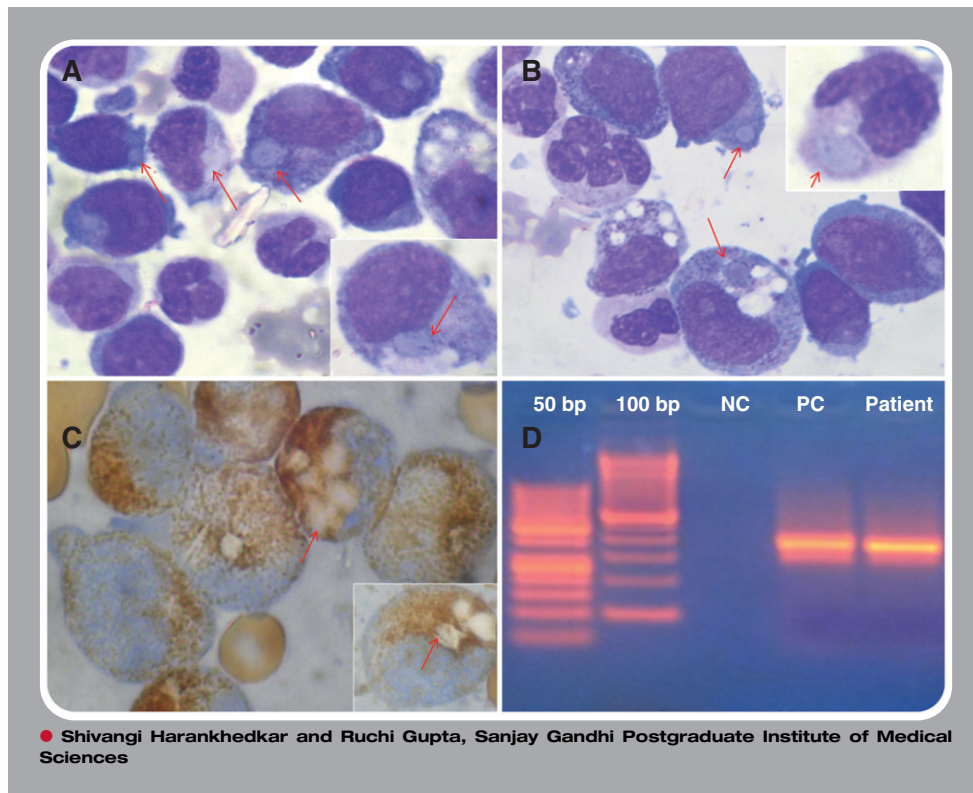 A
B
C
50 bp 100 bp NC PC Patient
D
● Shivangi Harankhedkar and Ruchi Gupta, Sanjay Gandhi Postgraduate Institute of Medical
Sciences